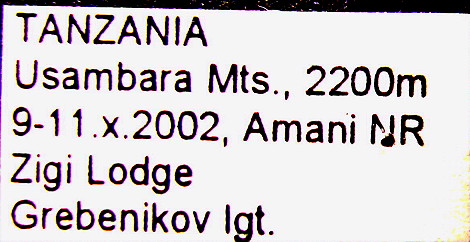 TANZANIA
Usambara Mts., 2200m
9-11.x.2002, Amani NR
Zigi Lodge
Grebenikov lgt.